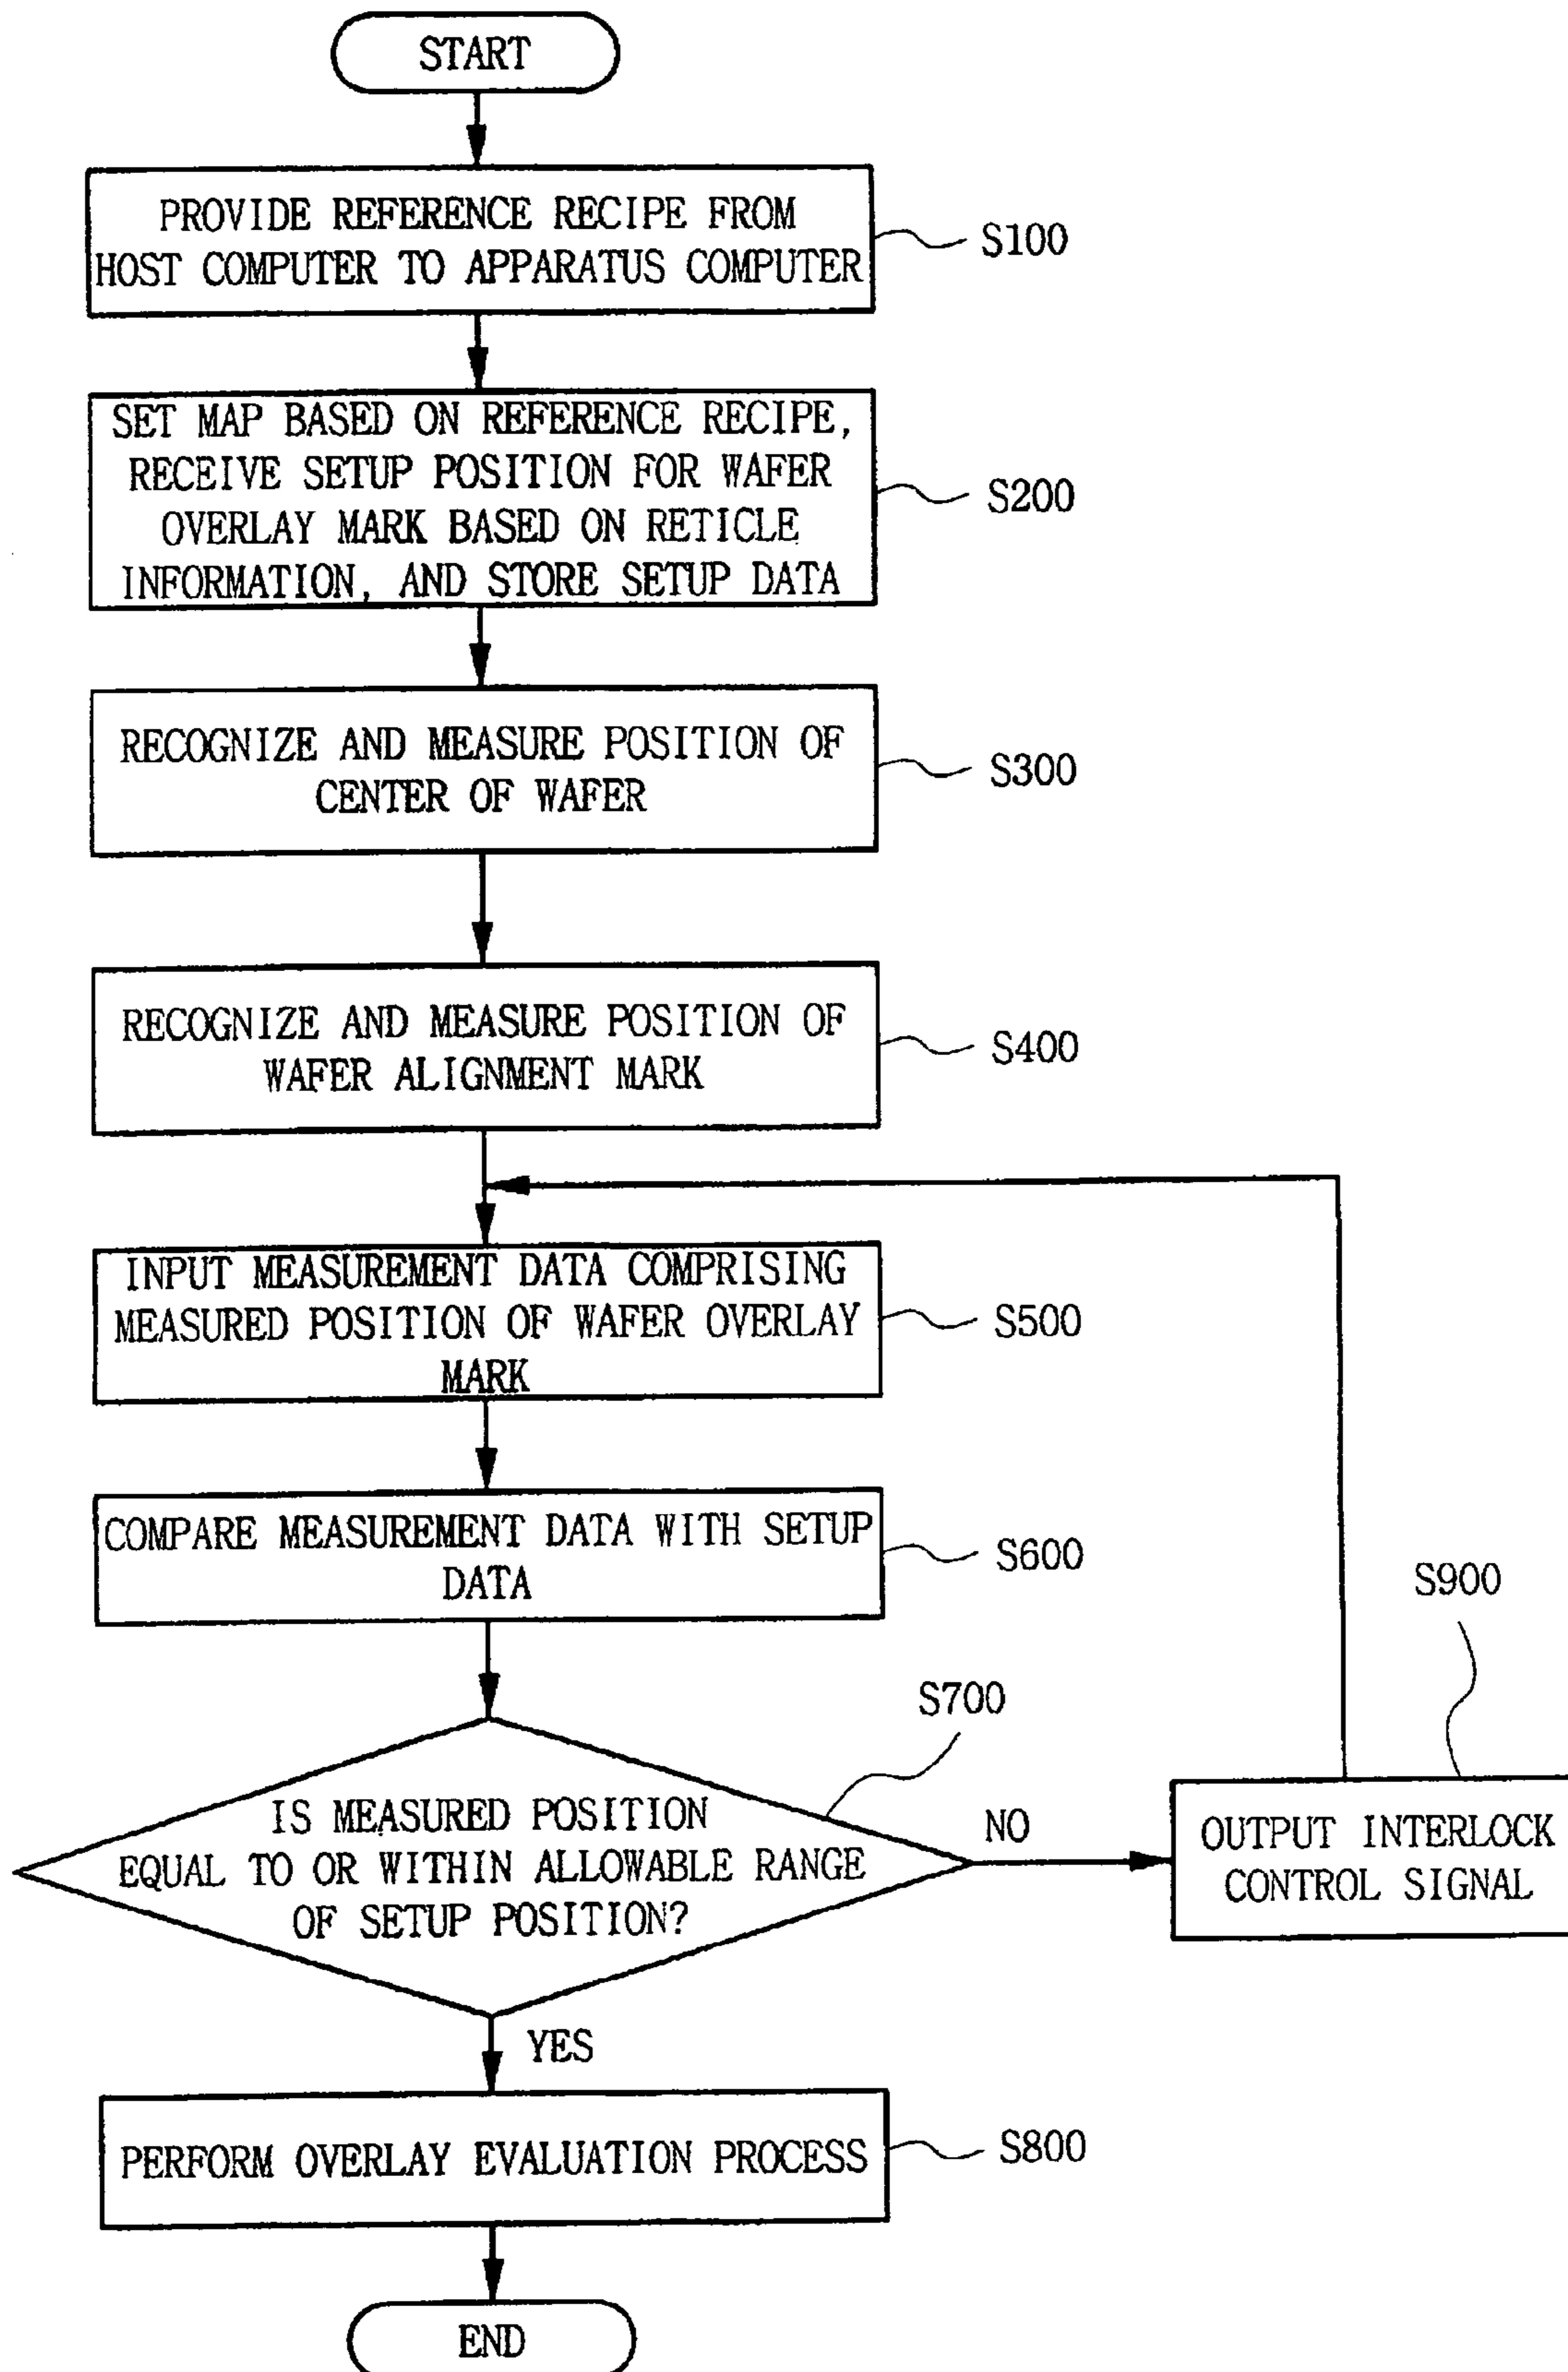 START
PROVIDE REFERENCE RECIPE FROM
HOST COMPUTER TO APPARATUS COMPUTER
S100
SET MAP BASED ON REFERENCE RECIPE,
RECEIVE SETUP POSITION FOR WAFER
OVERLAY MARK BASED ON RETICLE
INFORMATION, AND STORE SETUP DATA
S200
RECOGNIZE AND MEASURE POSITION OF
CENTER OF WAFER
S300
RECOGNIZE AND MEASURE POSITION OF
WAFER ALIGNMENT MARK
S400
INPUT MEASUREMENT DATA COMPRISING
MEASURED POSITION OF WAFER OVERLAY
MARK
S500
COMPARE MEASUREMENT DATA WITH SETUP
DATA
S600
S700
IS MEASURED POSITION
EQUAL TO OR WITHIN ALLOWABLE RANGE
OF SETUP POSITION?
NO
S900
OUTPUT INTERLOCK
CONTROL SIGNAL
YES
PERFORM OVERLAY EVALUATION PROCESS
S800
END